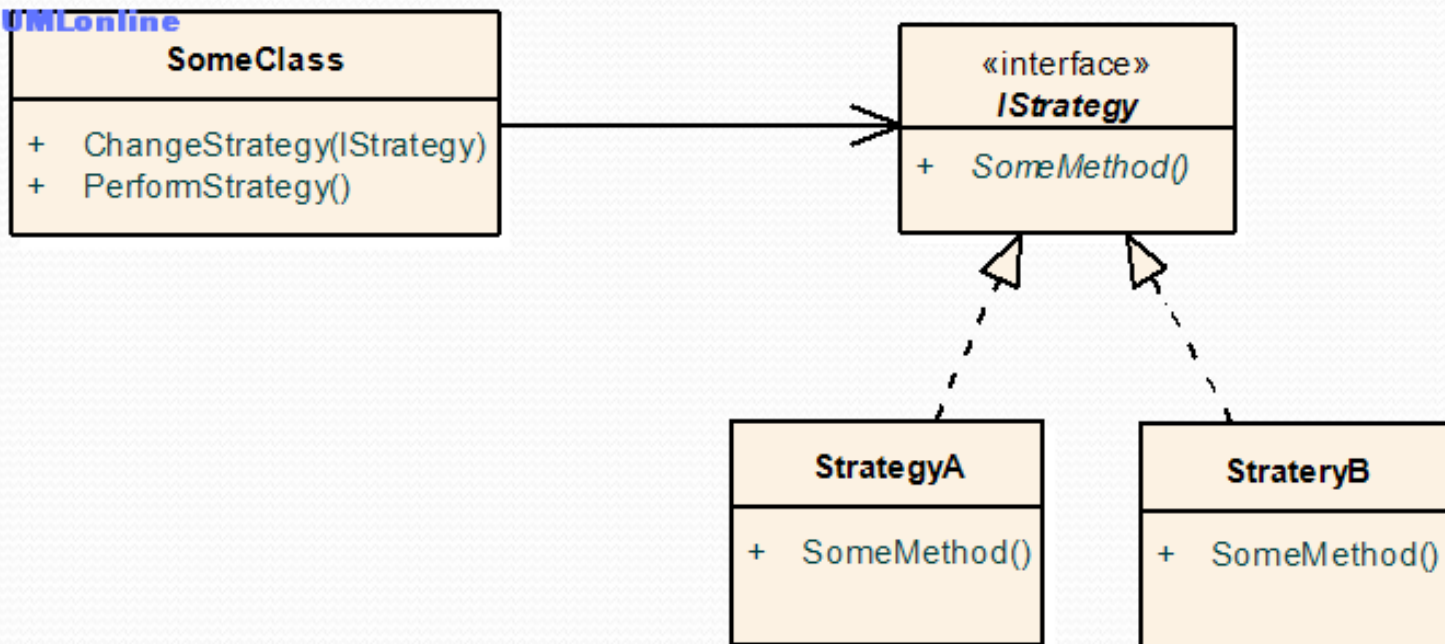 UMLonline
SomeClass
+ ChangeStrategy(IStrategy)
+ PerformStrategy()
«interface»
IStrategy
+ SomeMethod()
StrategyA
+ SomeMethod()
StrateryB
+ SomeMethod()